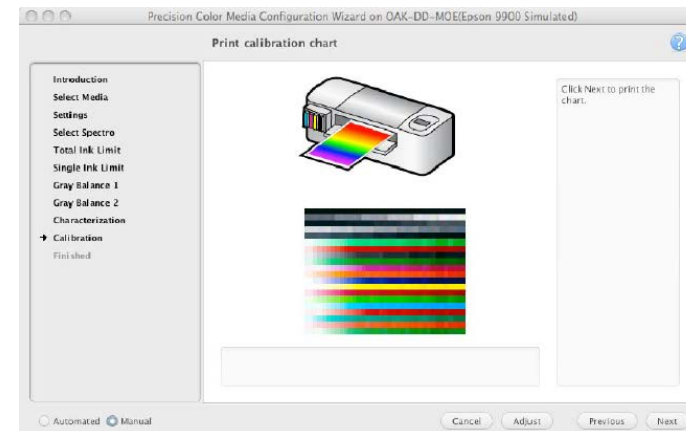 Precision Color Media Configuration Wizard on OAK-DD-MOE(Epson 9900 Simulated)
Print calibration chart
?
Introduction
Select Media
Settings
Select Spectro
Total Ink Limit
Single Ink Limit
Gray Balance 1
Gray Balance 2
Characterization
Calibration
Finished
Click Next to print the
chart.
Automated Manual
Cancel Adjust Previous Next